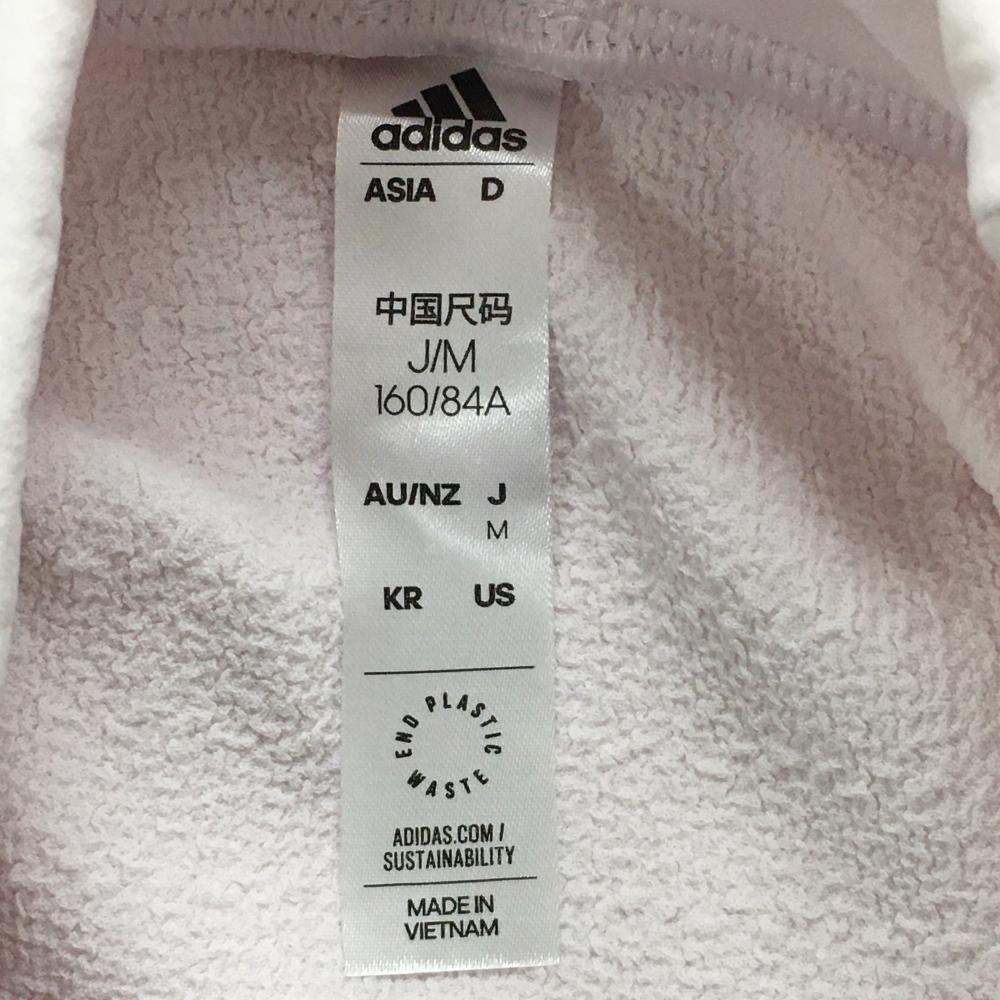 adidas
ASIA D
中国尺码
J/M
160/84A
AU/NZ J
M
KR US
END PLASTIC WASTE
ADIDAS.COM /
SUSTAINABILITY
MADE IN
VIETNAM